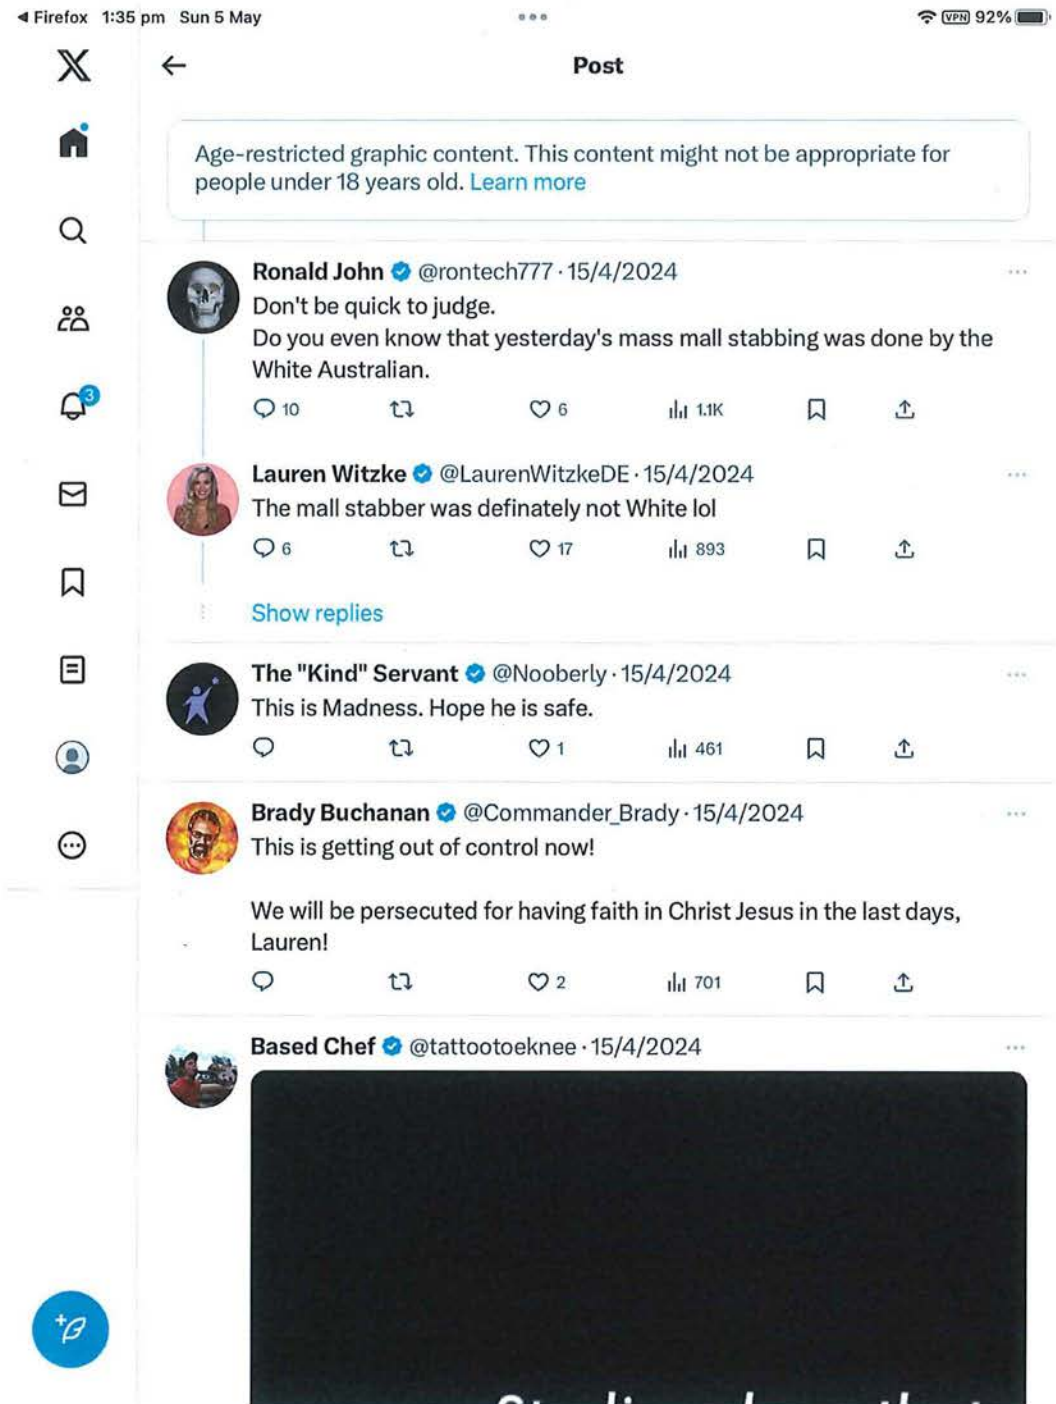 Firefox 1:35 pm Sun 5 May
VPN 92%
Post
Age-restricted graphic content. This content might not be appropriate for
people under 18 years old. Learn more
Ronald John @rontech777 · 15/4/2024
Don't be quick to judge.
Do you even know that yesterday's mass mall stabbing was done by the
White Australian.
10 6 1.1K
3
Lauren Witzke @LaurenWitzkeDE · 15/4/2024
The mall stabber was definately not White lol
6 17 893
Show replies
The "Kind" Servant @Nooberly · 15/4/2024
This is Madness. Hope he is safe.
1 461
Brady Buchanan @Commander_Brady · 15/4/2024
This is getting out of control now!
We will be persecuted for having faith in Christ Jesus in the last days,
Lauren!
2 701
Based Chef @tattootoeknee · 15/4/2024